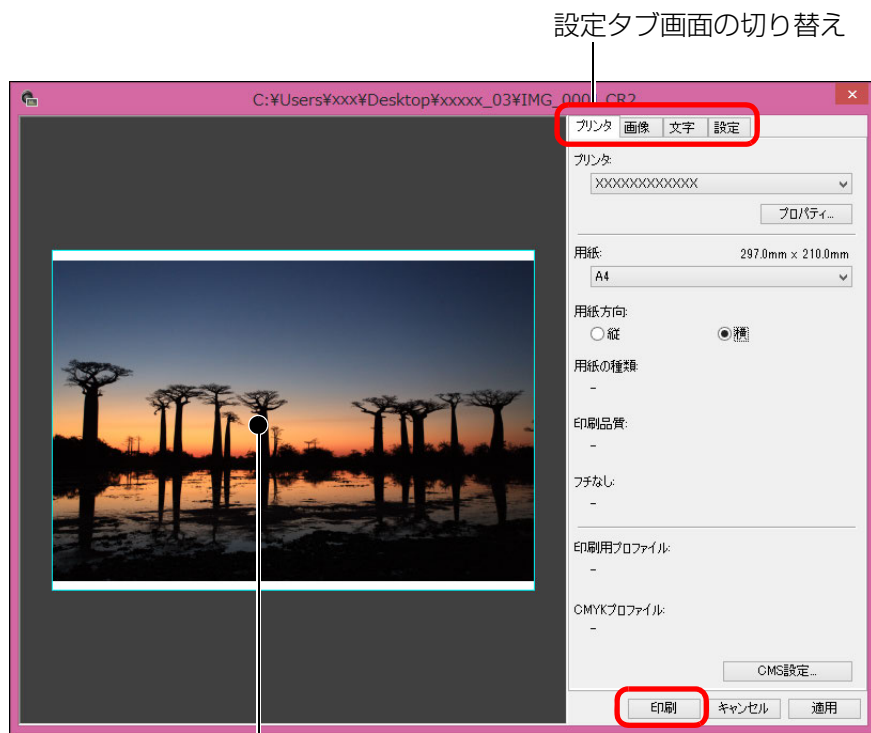 設定タブ画面の切り替え
C:¥Users¥xxx¥Desktop¥xxxxx_03¥IMG_0001.CR2
プリンタ 画像 文字 設定
プリンタ:
XXXXXXXXXXXXX
プロパティ...
用紙: 297.0mm × 210.0mm
A4
用紙方向:
縦 横
用紙の種類:
-
印刷品質:
-
フチなし:
-
印刷用プロファイル:
-
CMYKプロファイル:
-
CMS設定...
印刷 キャンセル 適用